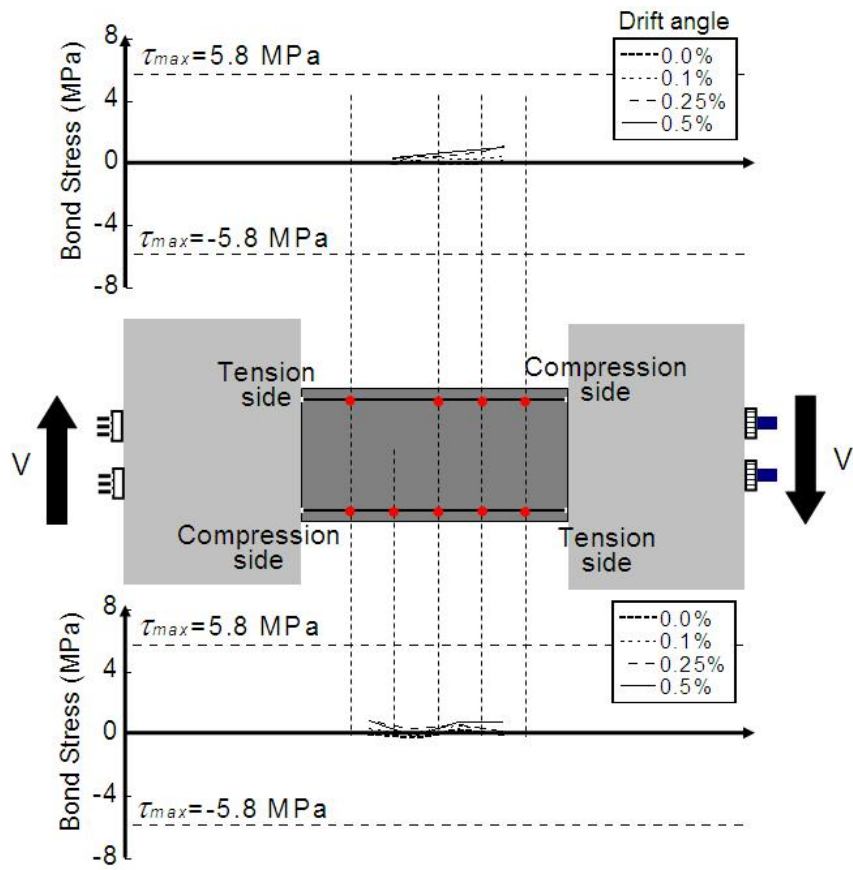 Drift angle
0.0%
0.1%
0.25%
0.5%
Bond Stress (MPa)
8
4
0
-4
-8
τmax=5.8 MPa
τmax=-5.8 MPa
Tension
side
Compression
side
V
V
Compression
side
Tension
side
Bond Stress (MPa)
8
4
0
-4
-8
τmax=5.8 MPa
τmax=-5.8 MPa
0.0%
0.1%
0.25%
0.5%